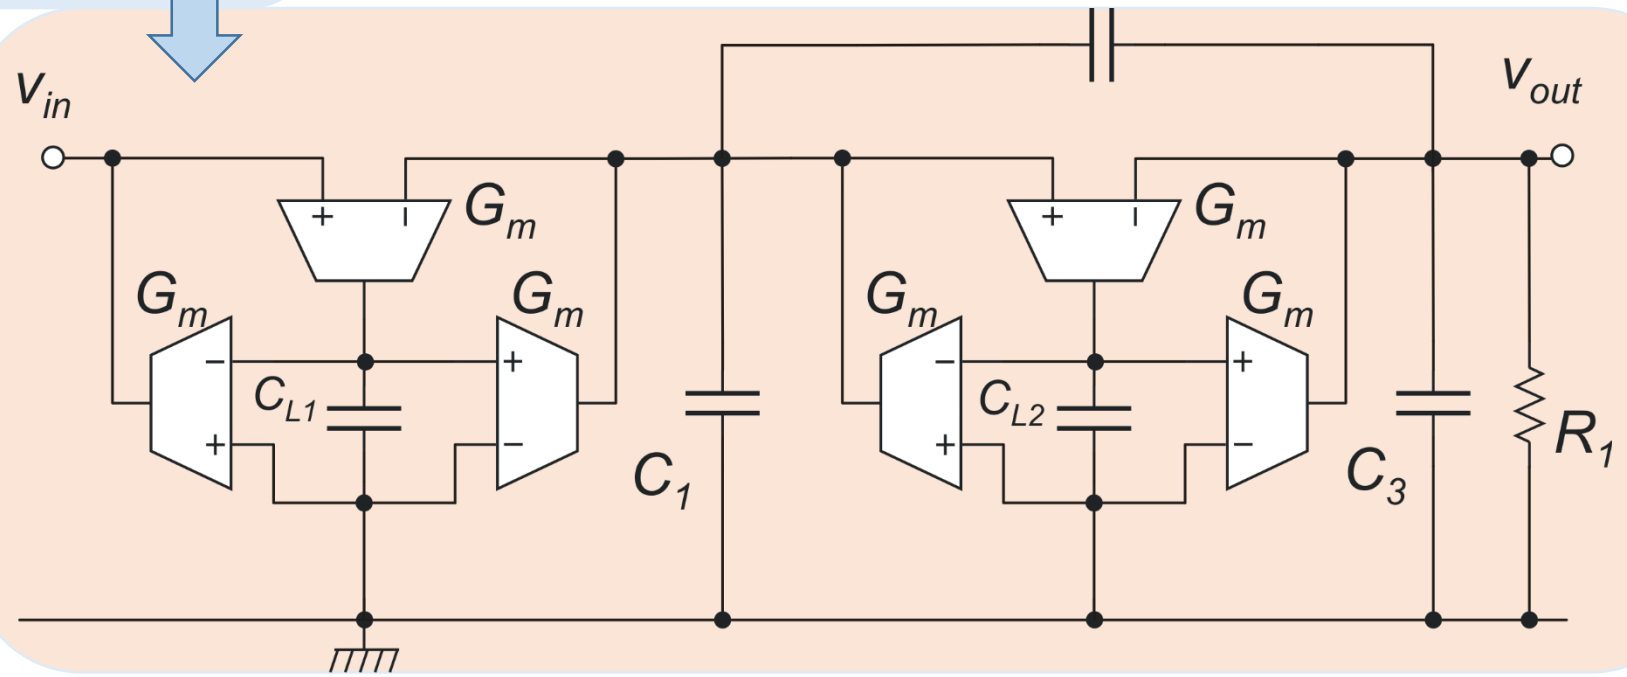 v_in
v_out
+ −
G_m
+ −
G_m
G_m
G_m
G_m
G_m
− +
− +
C_L1
C_L2
+ −
+ −
C_1
C_3
R_1